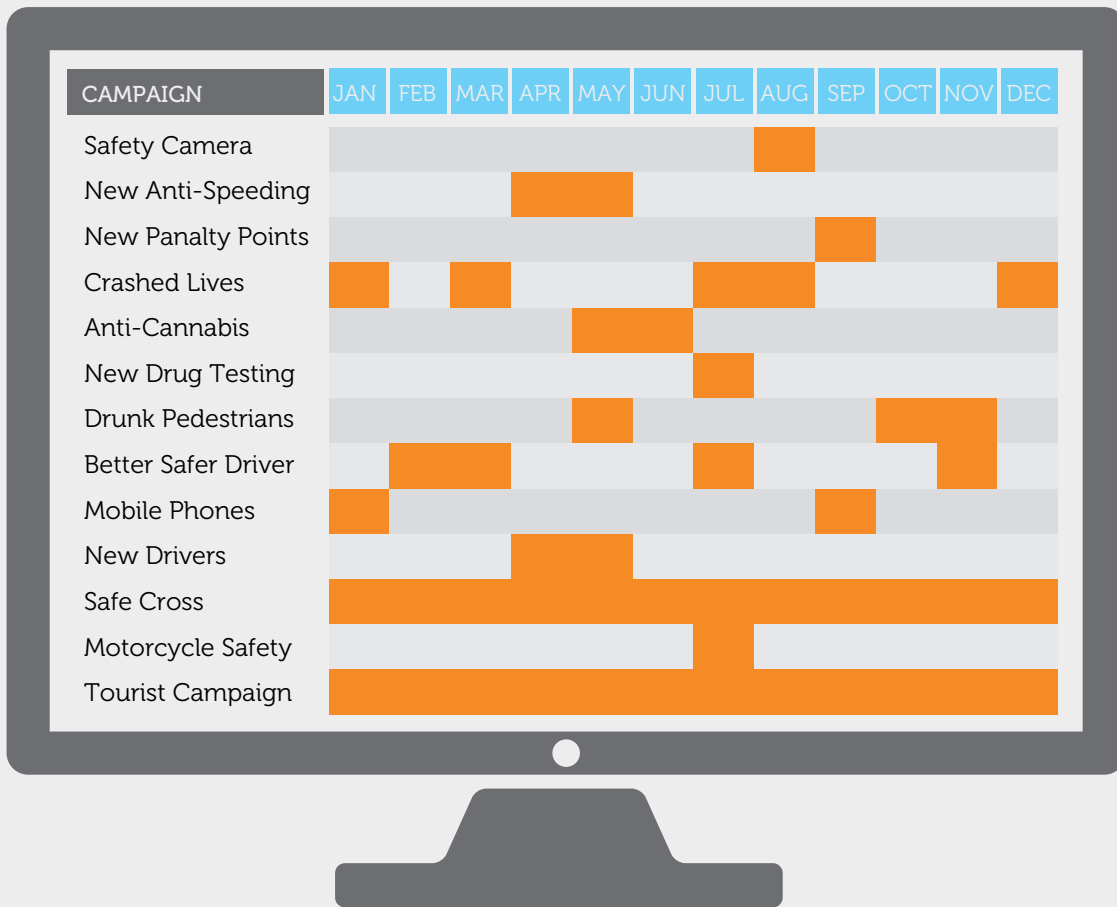 CAMPAIGN JAN FEB MAR APR MAY JUN JUL AUG SEP OCT NOV DEC
Safety Camera
New Anti-Speeding
New Panalty Points
Crashed Lives
Anti-Cannabis
New Drug Testing
Drunk Pedestrians
Better Safer Driver
Mobile Phones
New Drivers
Safe Cross
Motorcycle Safety
Tourist Campaign